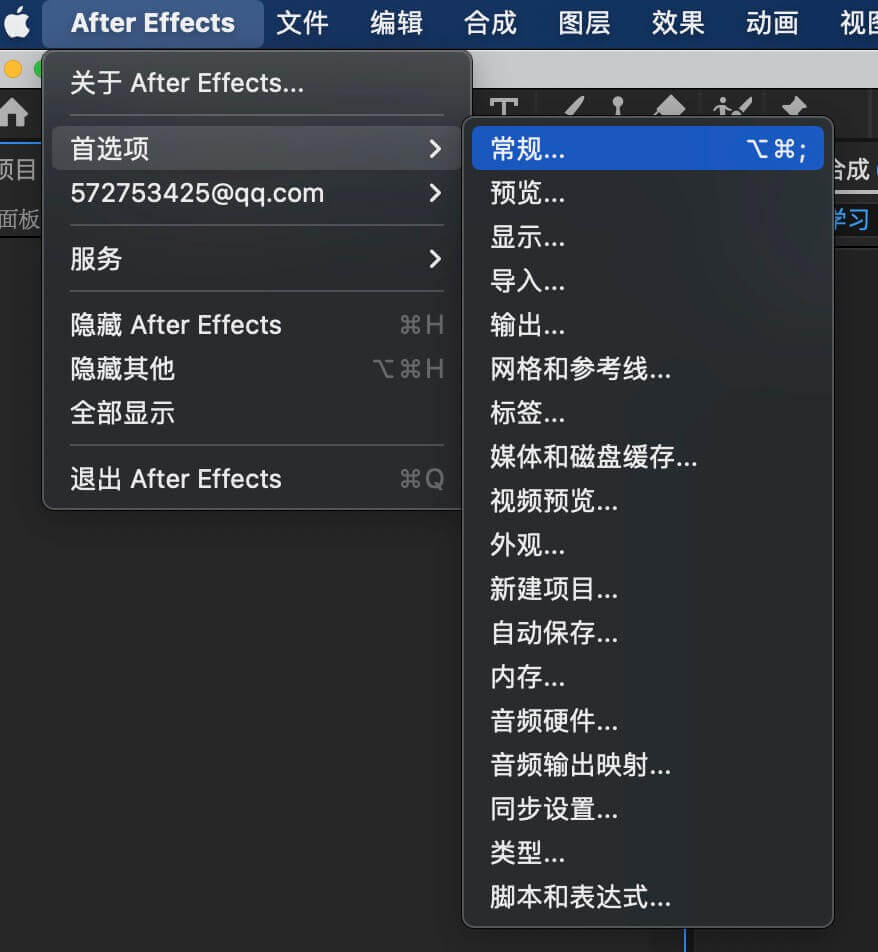 After Effects 文件 编辑 合成 图层 效果 动画 视图
关于 After Effects...
首选项
572753425@qq.com
服务
隐藏 After Effects ⌘H
隐藏其他 ⌥⌘H
全部显示
退出 After Effects ⌘Q
项目
面板
常规... ⌥⌘;
预览...
显示...
导入...
输出...
网格和参考线...
标签...
媒体和磁盘缓存...
视频预览...
外观...
新建项目...
自动保存...
内存...
音频硬件...
音频输出映射...
同步设置...
类型...
脚本和表达式...
合成
学习